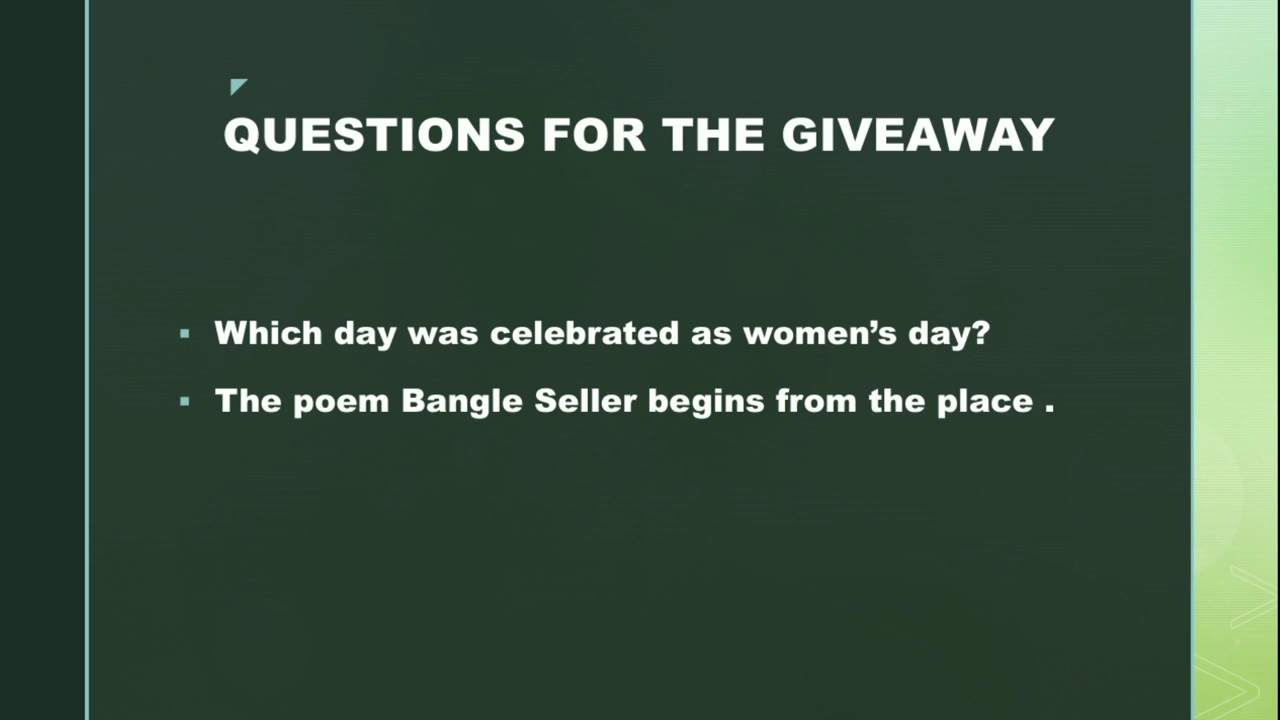 QUESTIONS FOR THE GIVEAWAY
Which day was celebrated as women’s day?
The poem Bangle Seller begins from the place .